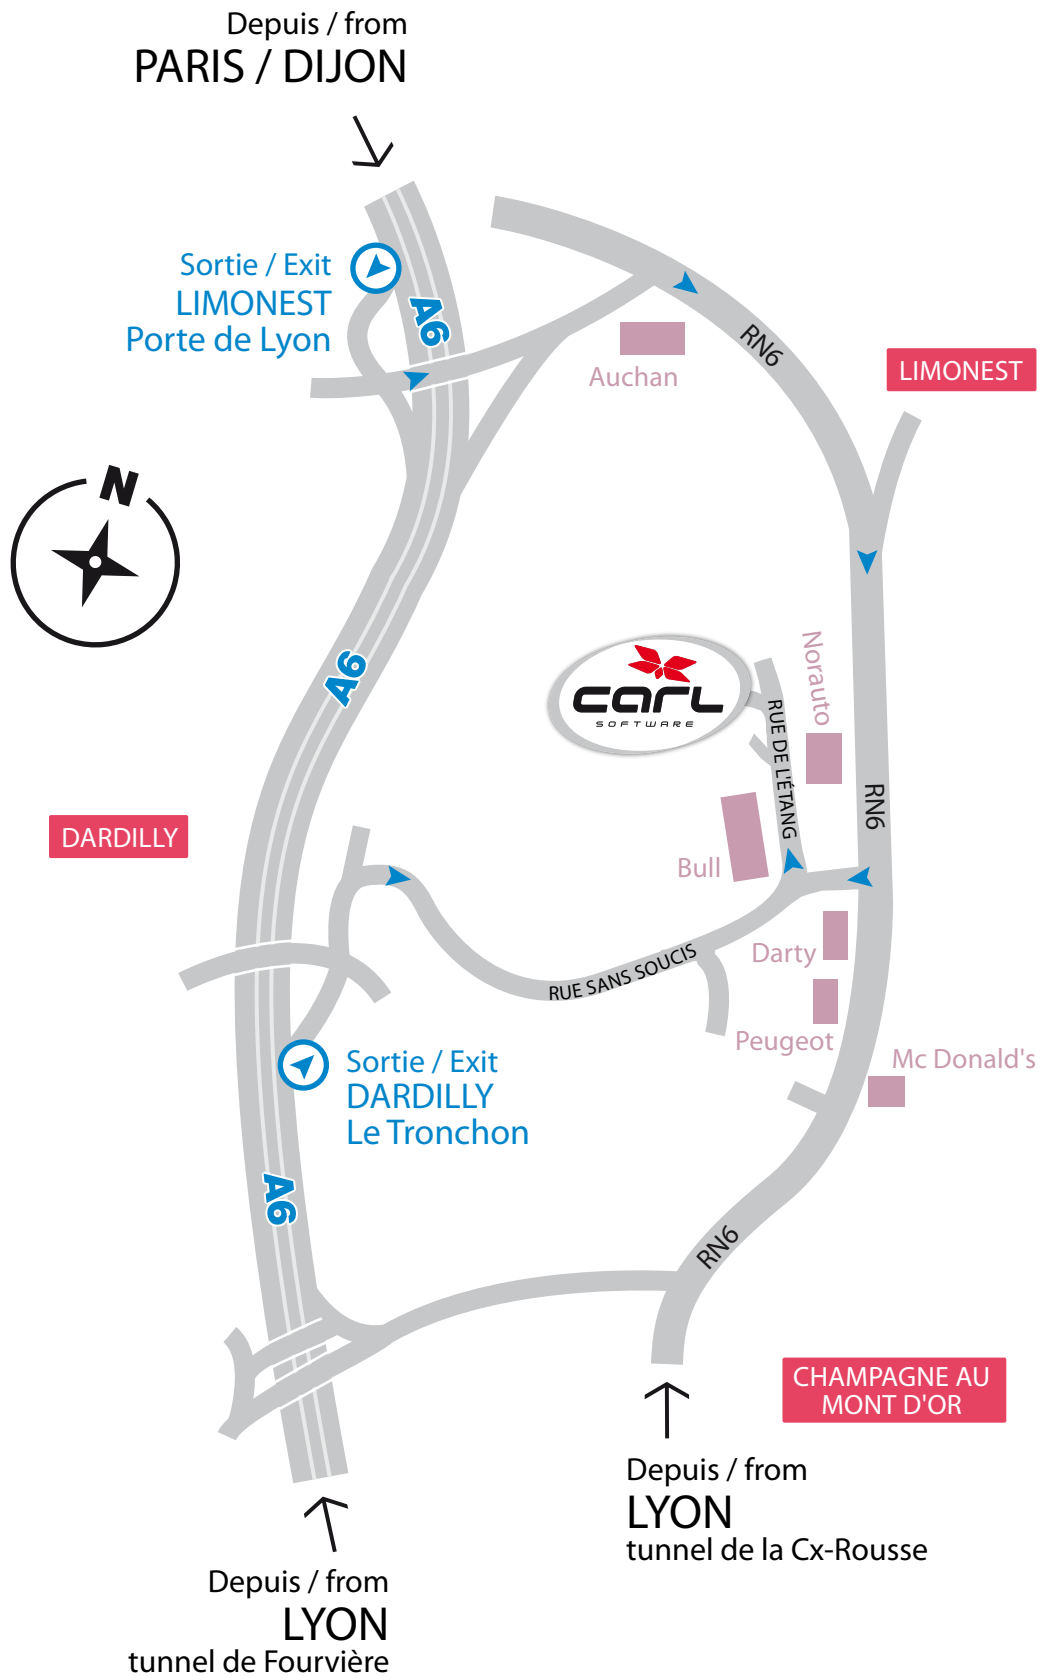 Depuis / from
PARIS / DIJON
Sortie / Exit
LIMONEST
Porte de Lyon
A6
RN6
Auchan
LIMONEST
N
A6
Norauto
CARL
SOFTWARE
RUE DE L'ÉTANG
RN6
DARDILLY
Bull
Darty
RUE SANS SOUCIS
Peugeot
Mc Donald's
Sortie / Exit
DARDILLY
Le Tronchon
A6
RN6
CHAMPAGNE AU
MONT D'OR
Depuis / from
LYON
tunnel de la Cx-Rousse
Depuis / from
LYON
tunnel de Fourvière